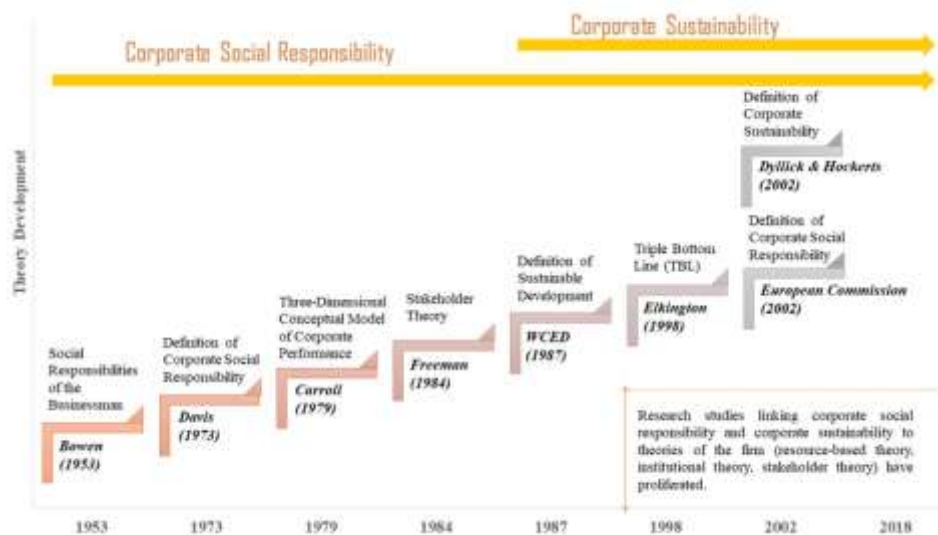 Corporate Sustainability
Corporate Social Responsibility
Theory Development
Definition of
Corporate
Sustainability
Dyllick & Hockerts
(2002)
Definition of
Corporate Social
Responsibility
European Commission
(2002)
Triple Bottom
Line (TBL)
Elkington
(1998)
Definition of
Sustainable
Development
WCED
(1987)
Stakeholder
Theory
Freeman
(1984)
Three-Dimensional
Conceptual Model
of Corporate
Performance
Carroll
(1979)
Definition of
Corporate Social
Responsibility
Davis
(1973)
Social
Responsibilities
of the
Businessman
Bowen
(1953)
Research studies linking corporate social
responsibility and corporate sustainability to
theories of the firm (resource-based theory,
institutional theory, stakeholder theory) have
proliferated.
1953 1973 1979 1984 1987 1998 2002 2018